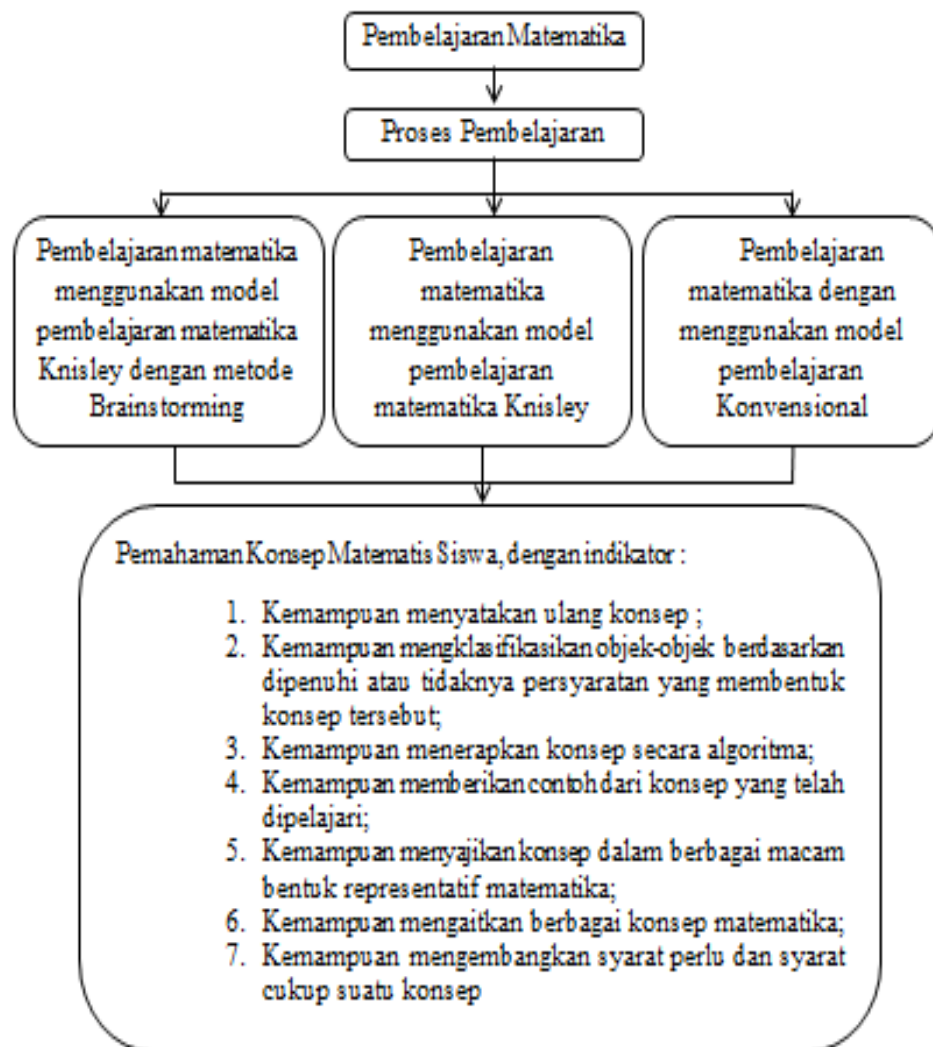 Pembelajaran Matematika
Proses Pembelajaran
Pembelajaran matematika
menggunakan model
pembelajaran matematika
Knisley dengan metode
Brainstorming
Pembelajaran
matematika
menggunakan model
pembelajaran
matematika Knisley
Pembelajaran
matematika dengan
menggunakan model
pembelajaran
Konvensional
Pemahaman Konsep Matematis Siswa, dengan indikator :
1. Kemampuan menyatakan ulang konsep ;
2. Kemampuan mengklasifikasikan objek-objek berdasarkan
dipenuhi atau tidaknya persyaratan yang membentuk
konsep tersebut;
3. Kemampuan menerapkan konsep secara algoritma;
4. Kemampuan memberikan contoh dari konsep yang telah
dipelajari;
5. Kemampuan menyajikan konsep dalam berbagai macam
bentuk representatif matematika;
6. Kemampuan mengaitkan berbagai konsep matematika;
7. Kemampuan mengembangkan syarat perlu dan syarat
cukup suatu konsep